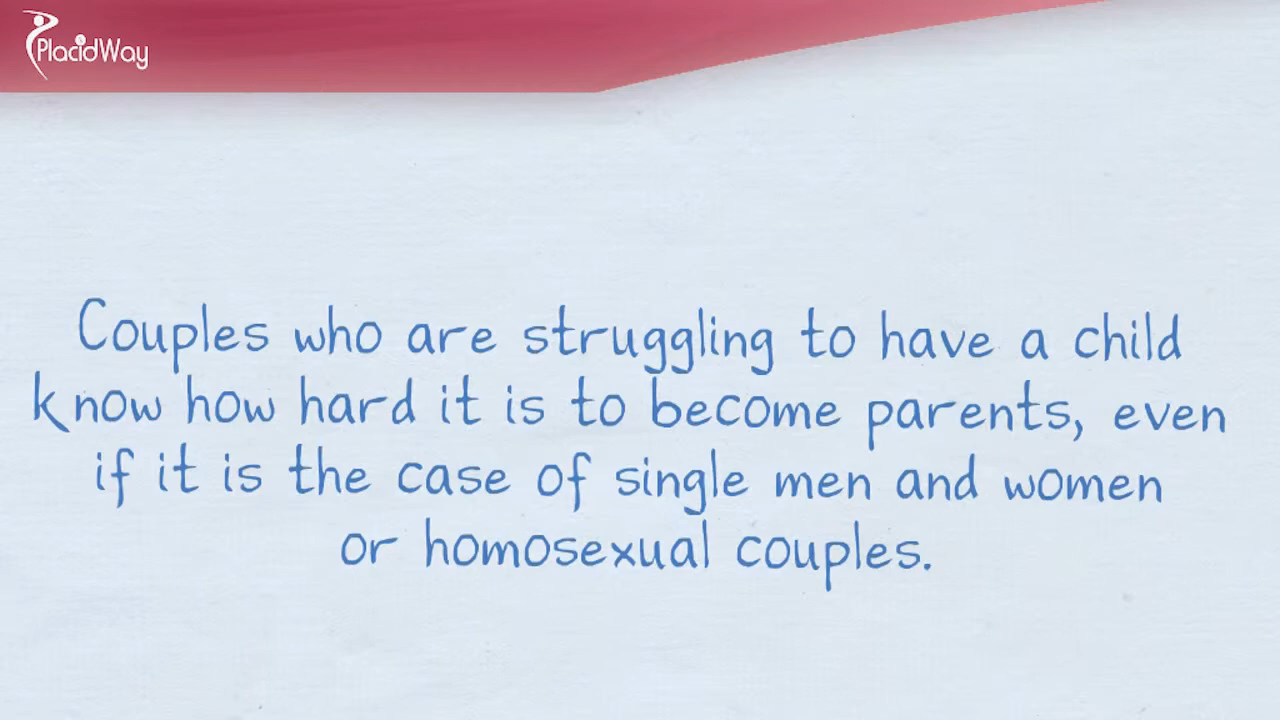 PlacidWay
Couples who are struggling to have a child
know how hard it is to become parents, even
if it is the case of single men and women
or homosexual couples.